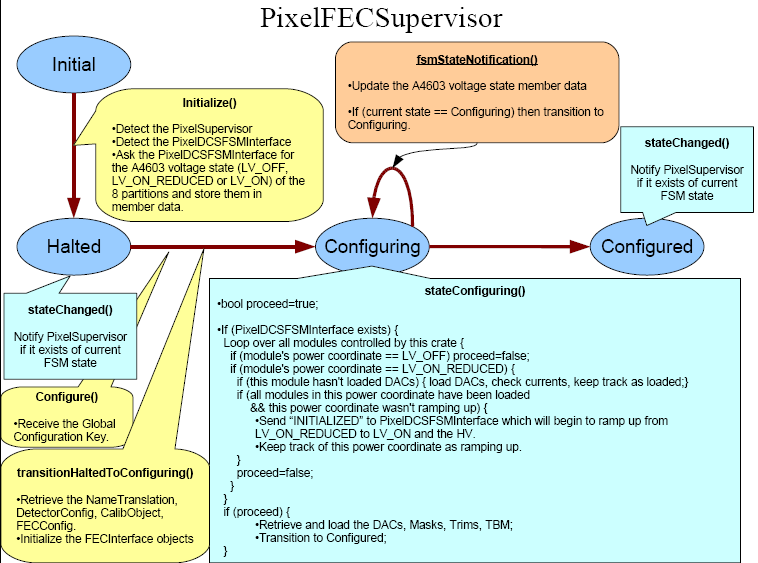 PixelFECSupervisor
Initial
Initialize()
•Detect the PixelSupervisor
•Detect the PixelDCSFSMInterface
•Ask the PixelDCSFSMInterface for
the A4603 voltage state (LV_OFF,
LV_ON_REDUCED or LV_ON) of the
8 partitions and store them in
member data.
fsmStateNotification()
•Update the A4603 voltage state member data
•If (current state == Configuring) then transition to
Configuring.
stateChanged()
Notify PixelSupervisor
if it exists of current
FSM state
Halted
Configuring
Configured
stateChanged()
Notify PixelSupervisor
if it exists of current
FSM state
Configure()
•Receive the Global
Configuration Key.
transitionHaltedToConfiguring()
•Retrieve the NameTranslation,
DetectorConfig, CalibObject,
FECConfig.
•Initialize the FECInterface objects
stateConfiguring()
•bool proceed=true;
•If (PixelDCSFSMInterface exists) {
Loop over all modules controlled by this crate {
if (module's power coordinate == LV_OFF) proceed=false;
if (module's power coordinate == LV_ON_REDUCED) {
if (this module hasn't loaded DACs) { load DACs, check currents, keep track as loaded;}
if (all modules in this power coordinate have been loaded
&& this power coordinate wasn't ramping up) {
•Send “INITIALIZED” to PixelDCSFSMInterface which will begin to ramp up from
LV_ON_REDUCED to LV_ON and the HV.
•Keep track of this power coordinate as ramping up.
}
proceed=false;
}
}
if (proceed) {
•Retrieve and load the DACs, Masks, Trims, TBM;
•Transition to Configured;
}